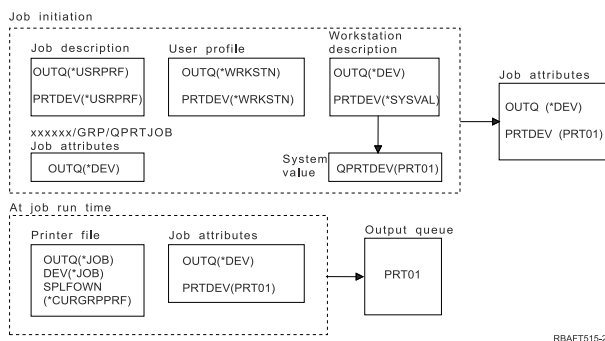 Job initiation
Job description
OUTQ(*USRPRF)
PRTDEV(*USRPRF)
User profile
OUTQ(*WRKSTN)
PRTDEV(*WRKSTN)
Workstation
description
OUTQ(*DEV)
PRTDEV(*SYSVAL)
Job attributes
OUTQ (*DEV)
PRTDEV (PRT01)
xxxxxx/GRP/QPRTJOB
Job attributes
OUTQ(*DEV)
System
value
QPRTDEV(PRT01)
At job run time
Printer file
OUTQ(*JOB)
DEV(*JOB)
SPLFOWN
(*CURGRPPRF)
Job attributes
OUTQ(*DEV)
PRTDEV(PRT01)
Output queue
PRT01
RBAFT515-2